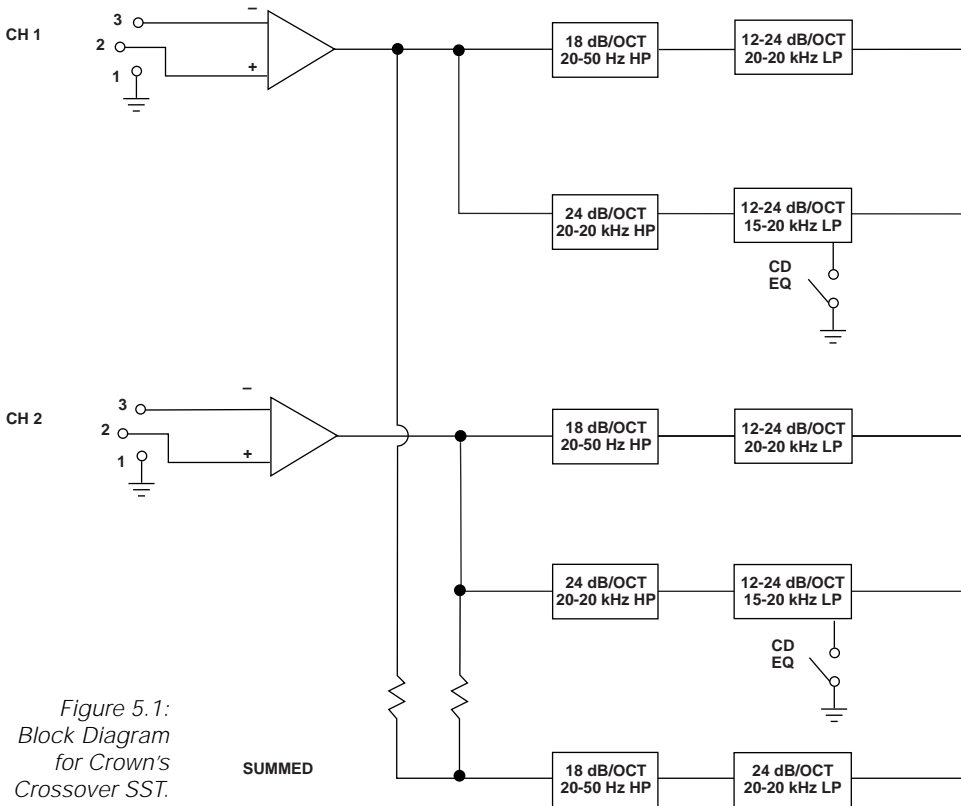 CH 1
3
2
1
–
+
18 dB/OCT
20-50 Hz HP
12-24 dB/OCT
20-20 kHz LP
24 dB/OCT
20-20 kHz HP
12-24 dB/OCT
15-20 kHz LP
CD
EQ
CH 2
3
2
1
–
+
18 dB/OCT
20-50 Hz HP
12-24 dB/OCT
20-20 kHz LP
24 dB/OCT
20-20 kHz HP
12-24 dB/OCT
15-20 kHz LP
CD
EQ
Figure 5.1:
Block Diagram
for Crown's
Crossover SST.
SUMMED
18 dB/OCT
20-50 Hz HP
24 dB/OCT
20-20 kHz LP